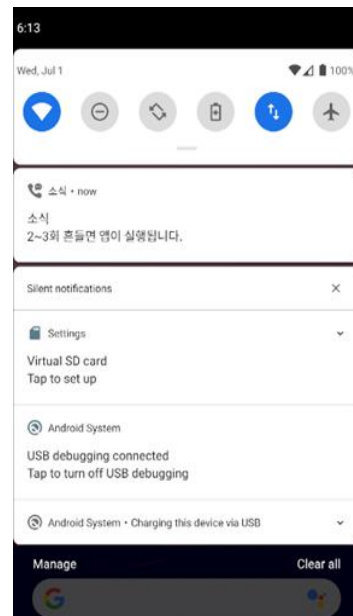 6:13
Wed, Jul 1 100%
소식 • now
소식
2~3회 흔들면 앱이 실행됩니다.
Silent notifications
Settings
Virtual SD card
Tap to set up
Android System
USB debugging connected
Tap to turn off USB debugging
Android System • Charging this device via USB
Manage Clear all